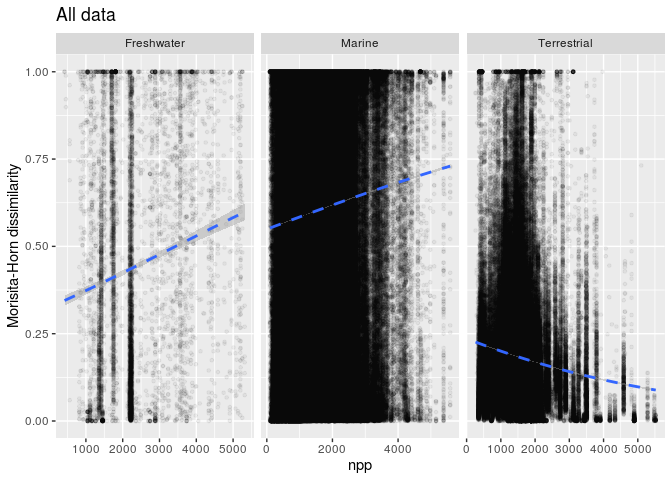 All data
Freshwater Marine Terrestrial
Morisita-Horn dissimilarity
1.00
0.75
0.50
0.25
0.00
1000 2000 3000 4000 5000 0 2000 4000 0 1000 2000 3000 4000 5000
npp